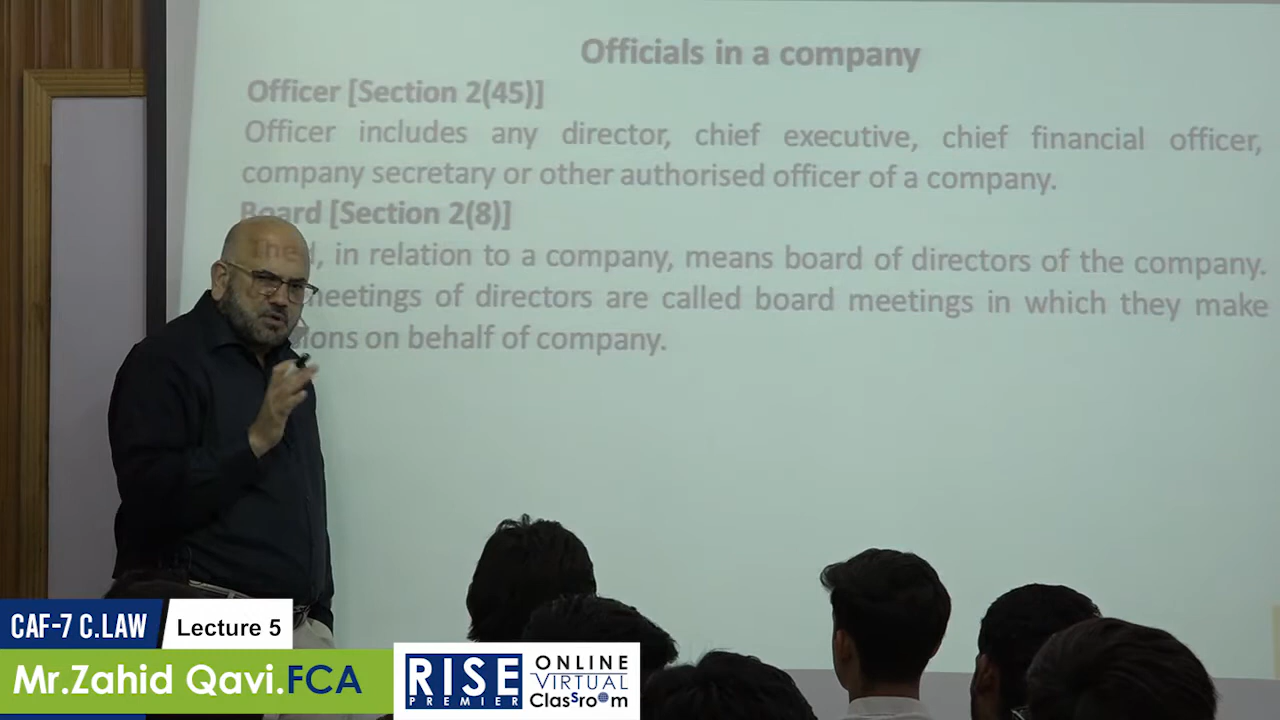 Officials in a company
Officer [Section 2(45)]
Officer includes any director, chief executive, chief financial officer,
company secretary or other authorised officer of a company.
Board [Section 2(8)]
in relation to a company, means board of directors of the company.
meetings of directors are called board meetings in which they make
on behalf of company.
CAF-7 C.LAW
Lecture 5
Mr.Zahid Qavi.FCA
RISE
PREMIER
ONLINE
VIRTUAL
ClasSroom